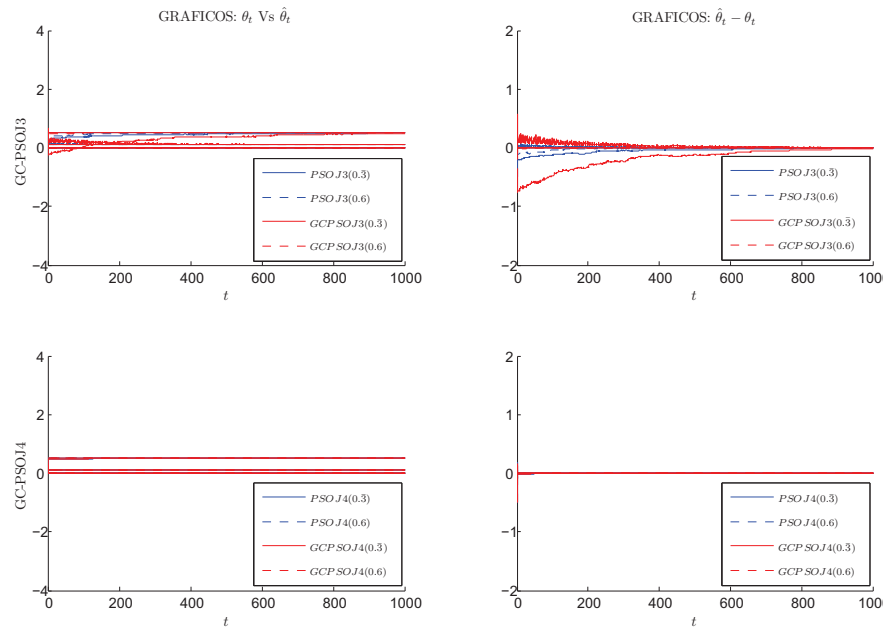 GRAFICOS: θ_t Vs θ̂_t
GRAFICOS: θ̂_t − θ_t
GC-PSOJ3
4
2
0
−2
−4
0 200 400 600 800 1000
t
PSOJ3(0.3̄)
PSOJ3(0.6)
GCPSOJ3(0.3̄)
GCPSOJ3(0.6)
2
1
0
−1
−2
0 200 400 600 800 1000
t
PSOJ3(0.3̄)
PSOJ3(0.6)
GCPSOJ3(0.3̄)
GCPSOJ3(0.6)
GC-PSOJ4
4
2
0
−2
−4
0 200 400 600 800 1000
t
PSOJ4(0.3̄)
PSOJ4(0.6)
GCPSOJ4(0.3̄)
GCPSOJ4(0.6)
2
1
0
−1
−2
0 200 400 600 800 1000
t
PSOJ4(0.3̄)
PSOJ4(0.6)
GCPSOJ4(0.3̄)
GCPSOJ4(0.6)